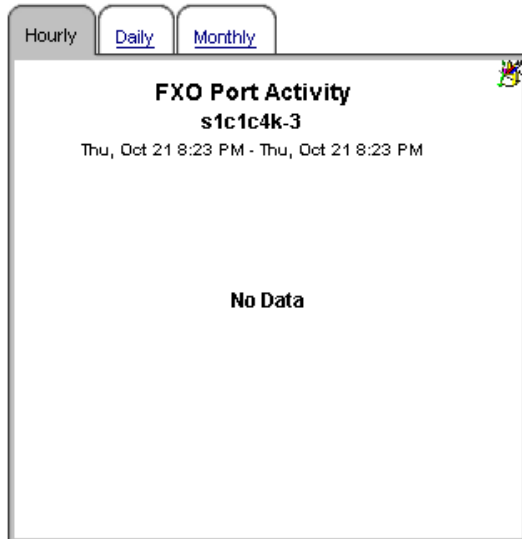 Hourly Daily Monthly
FXO Port Activity
s1c1c4k-3
Thu, Oct 21 8:23 PM - Thu, Oct 21 8:23 PM
No Data